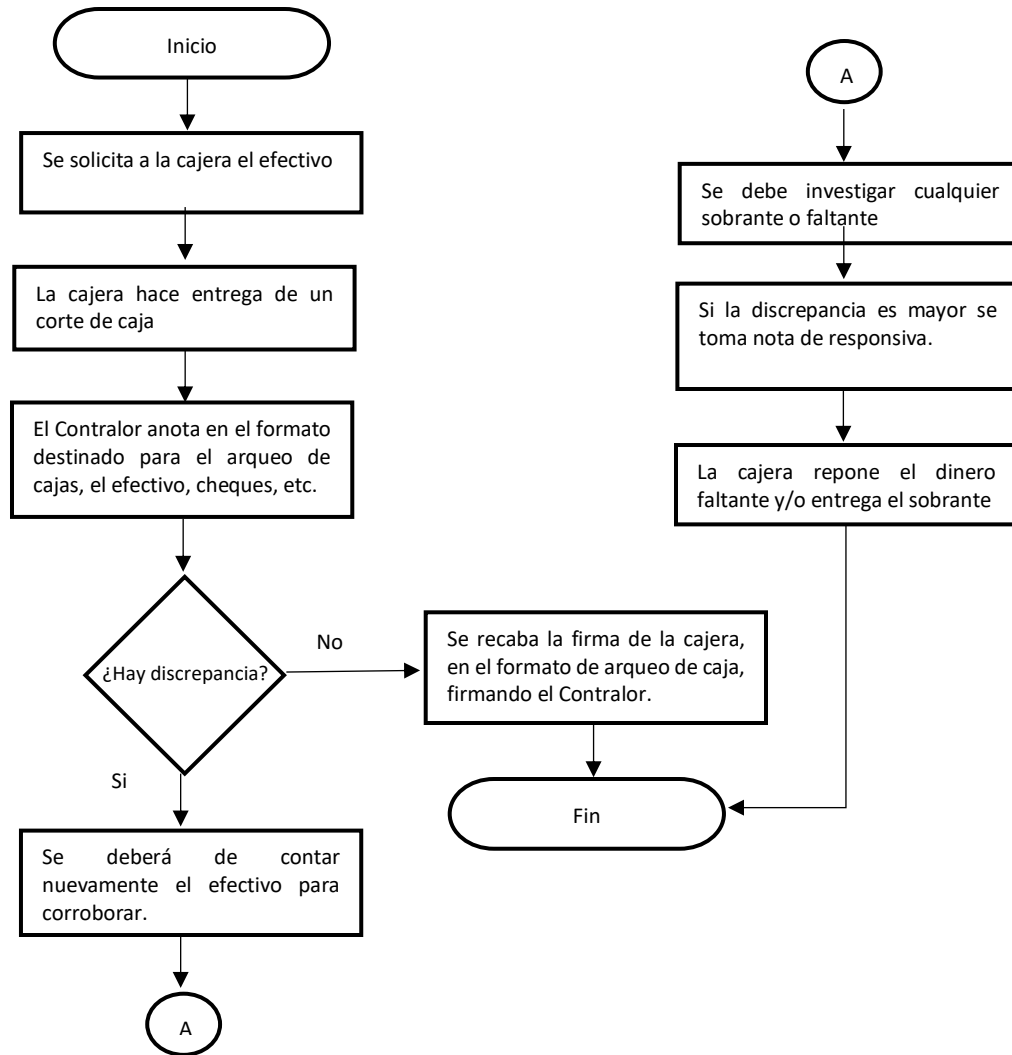 Inicio
Se solicita a la cajera el efectivo
La cajera hace entrega de un
corte de caja
El Contralor anota en el formato
destinado para el arqueo de
cajas, el efectivo, cheques, etc.
¿Hay discrepancia?
No
Se recaba la firma de la cajera,
en el formato de arqueo de caja,
firmando el Contralor.
Fin
Si
Se deberá de contar
nuevamente el efectivo para
corroborar.
A
A
Se debe investigar cualquier
sobrante o faltante
Si la discrepancia es mayor se
toma nota de responsiva.
La cajera repone el dinero
faltante y/o entrega el sobrante